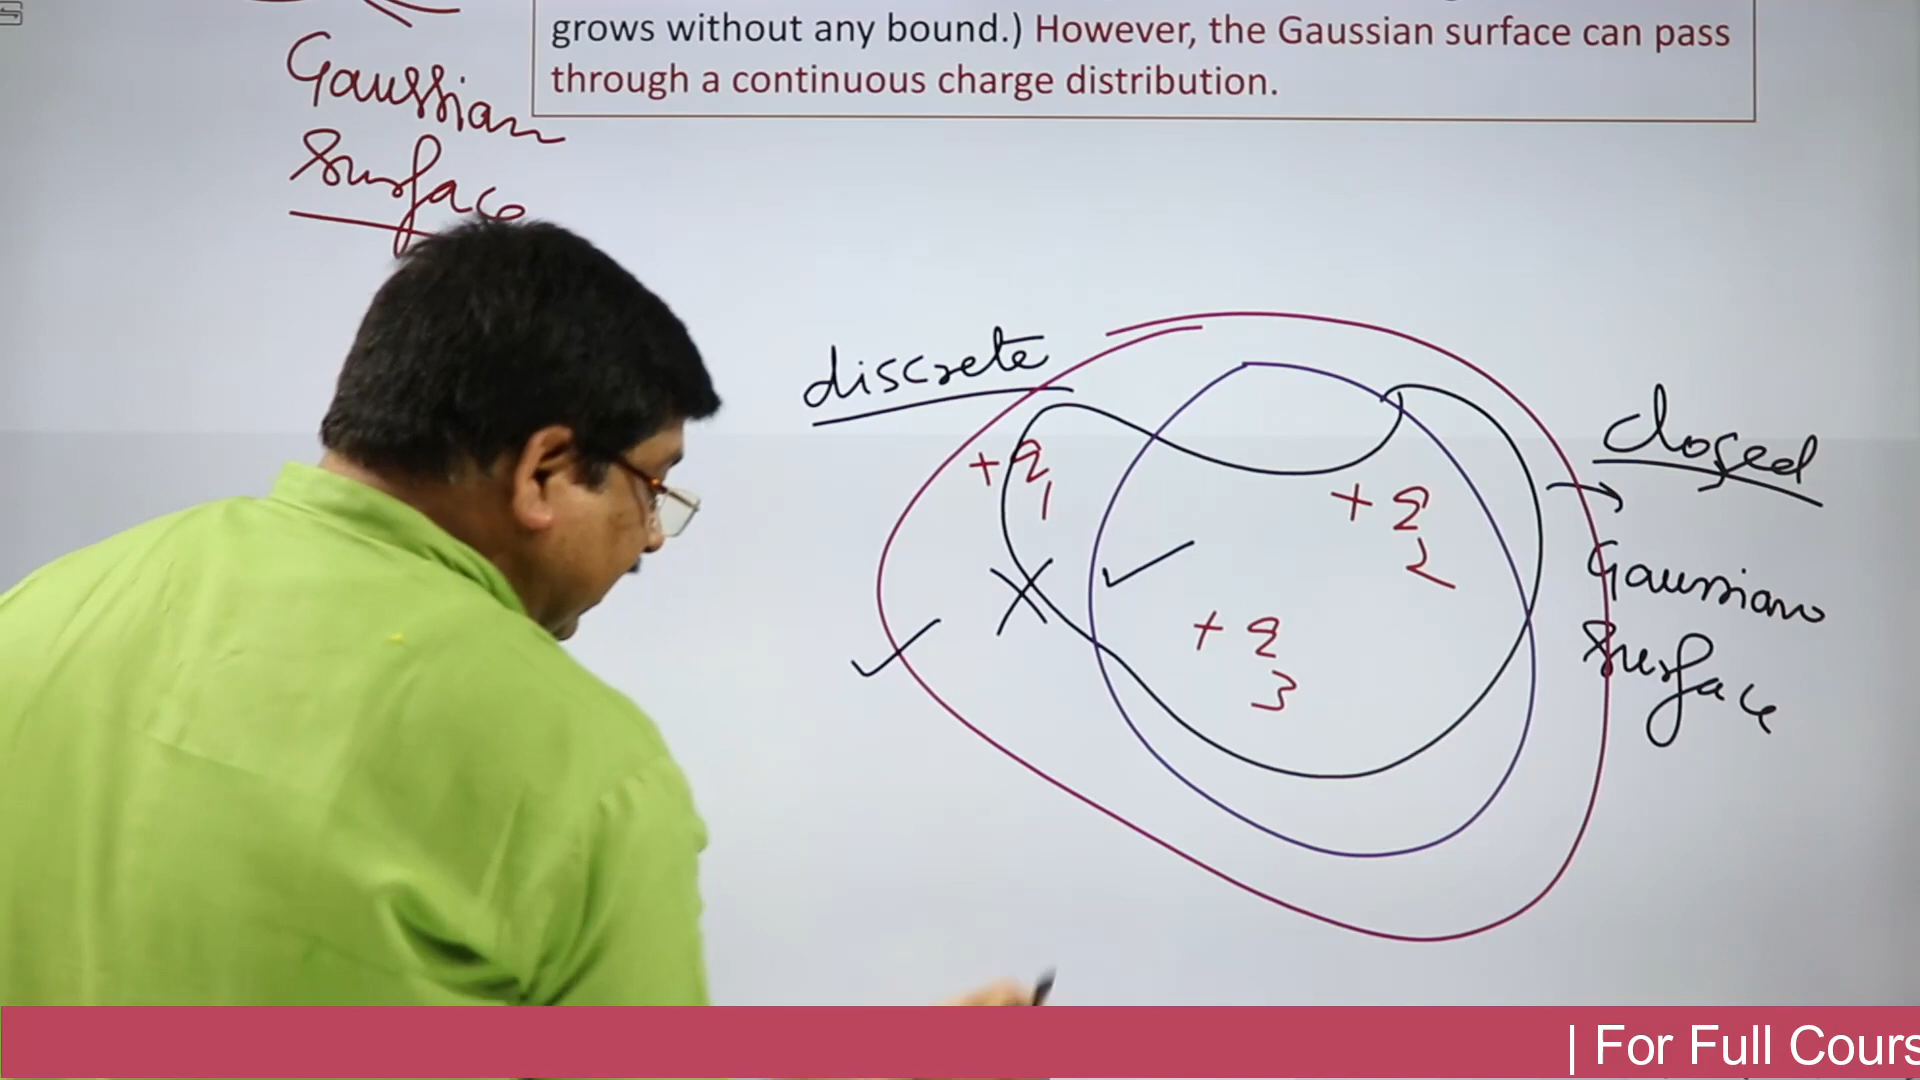 grows without any bound.) However, the Gaussian surface can pass
through a continuous charge distribution.
Gaussian
Surface
discrete
closed
+q1
+q2
Gaussian
Surface
+q3
| For Full Cours